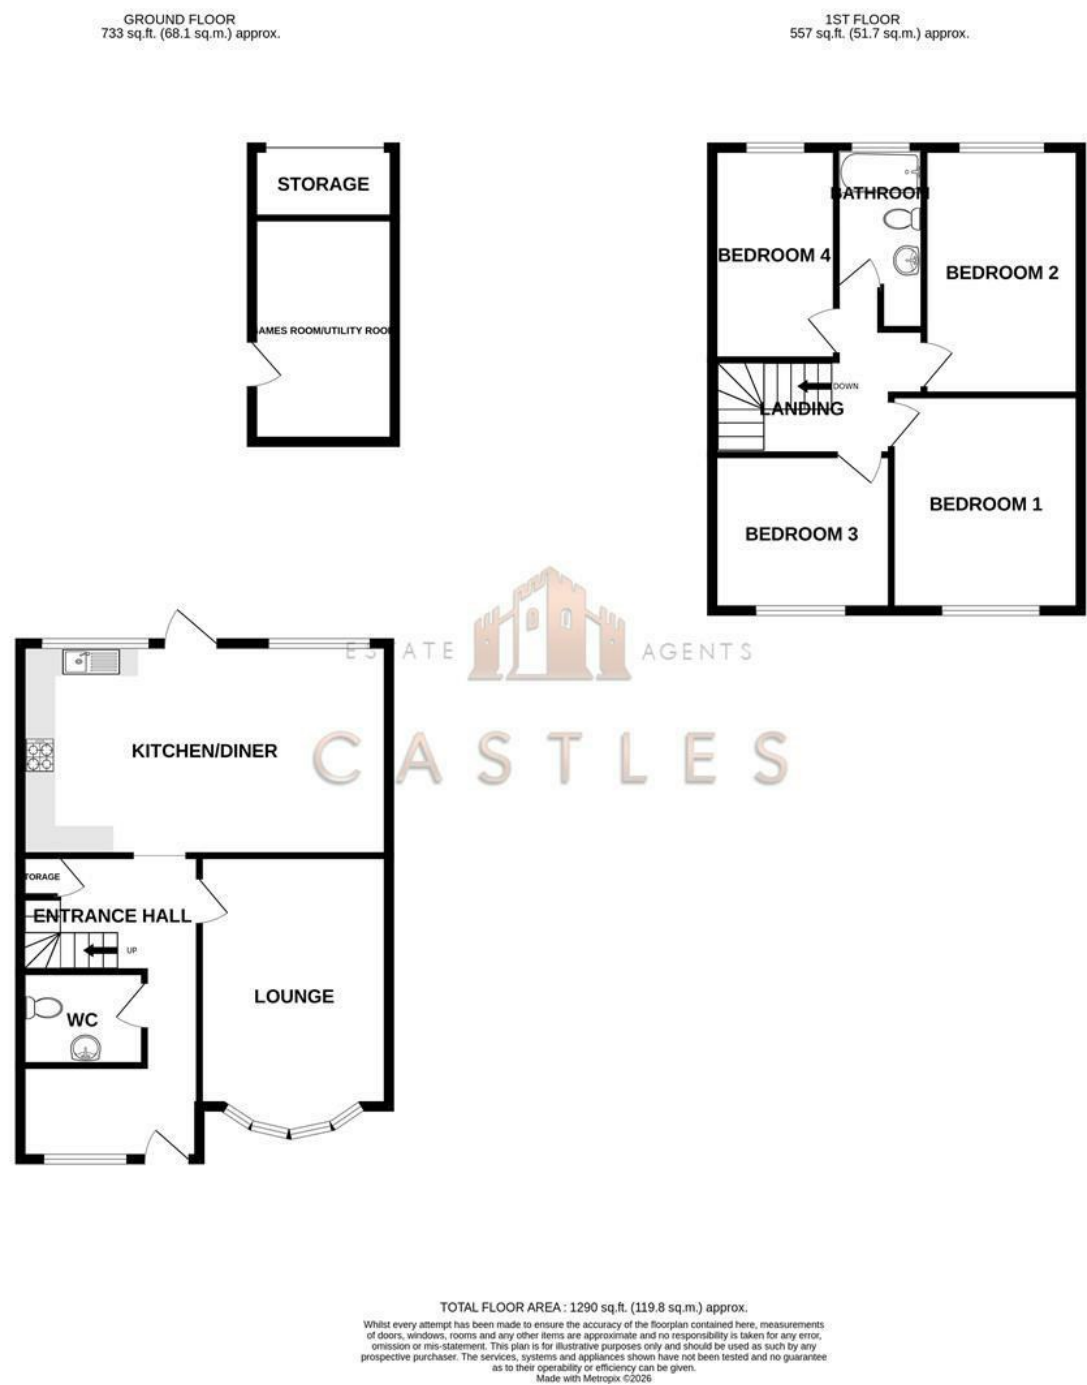 GROUND FLOOR
733 sq.ft. (68.1 sq.m.) approx.
1ST FLOOR
557 sq.ft. (51.7 sq.m.) approx.
STORAGE
GAMES ROOM/UTILITY ROOM
BATHROOM
BEDROOM 4
BEDROOM 2
DOWN
LANDING
BEDROOM 1
BEDROOM 3
ESTATE AGENTS
CASTLES
KITCHEN/DINER
STORAGE
ENTRANCE HALL
UP
LOUNGE
WC
TOTAL FLOOR AREA : 1290 sq.ft. (119.8 sq.m.) approx.
Whilst every attempt has been made to ensure the accuracy of the floorplan contained here, measurements
of doors, windows, rooms and any other items are approximate and no responsibility is taken for any error,
omission or mis-statement. This plan is for illustrative purposes only and should be used as such by any
prospective purchaser. The services, systems and appliances shown have not been tested and no guarantee
as to their operability or efficiency can be given.
Made with Metropix ©2026